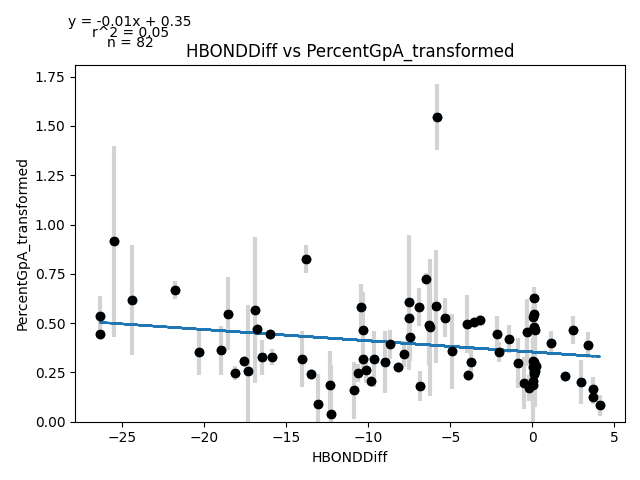 y = -0.01x + 0.35
r^2 = 0.05
n = 82
HBONDDiff vs PercentGpA_transformed
1.75
1.50
1.25
1.00
0.75
0.50
0.25
0.00
PercentGpA_transformed
−25
−20
−15
−10
−5
0
5
HBONDDiff